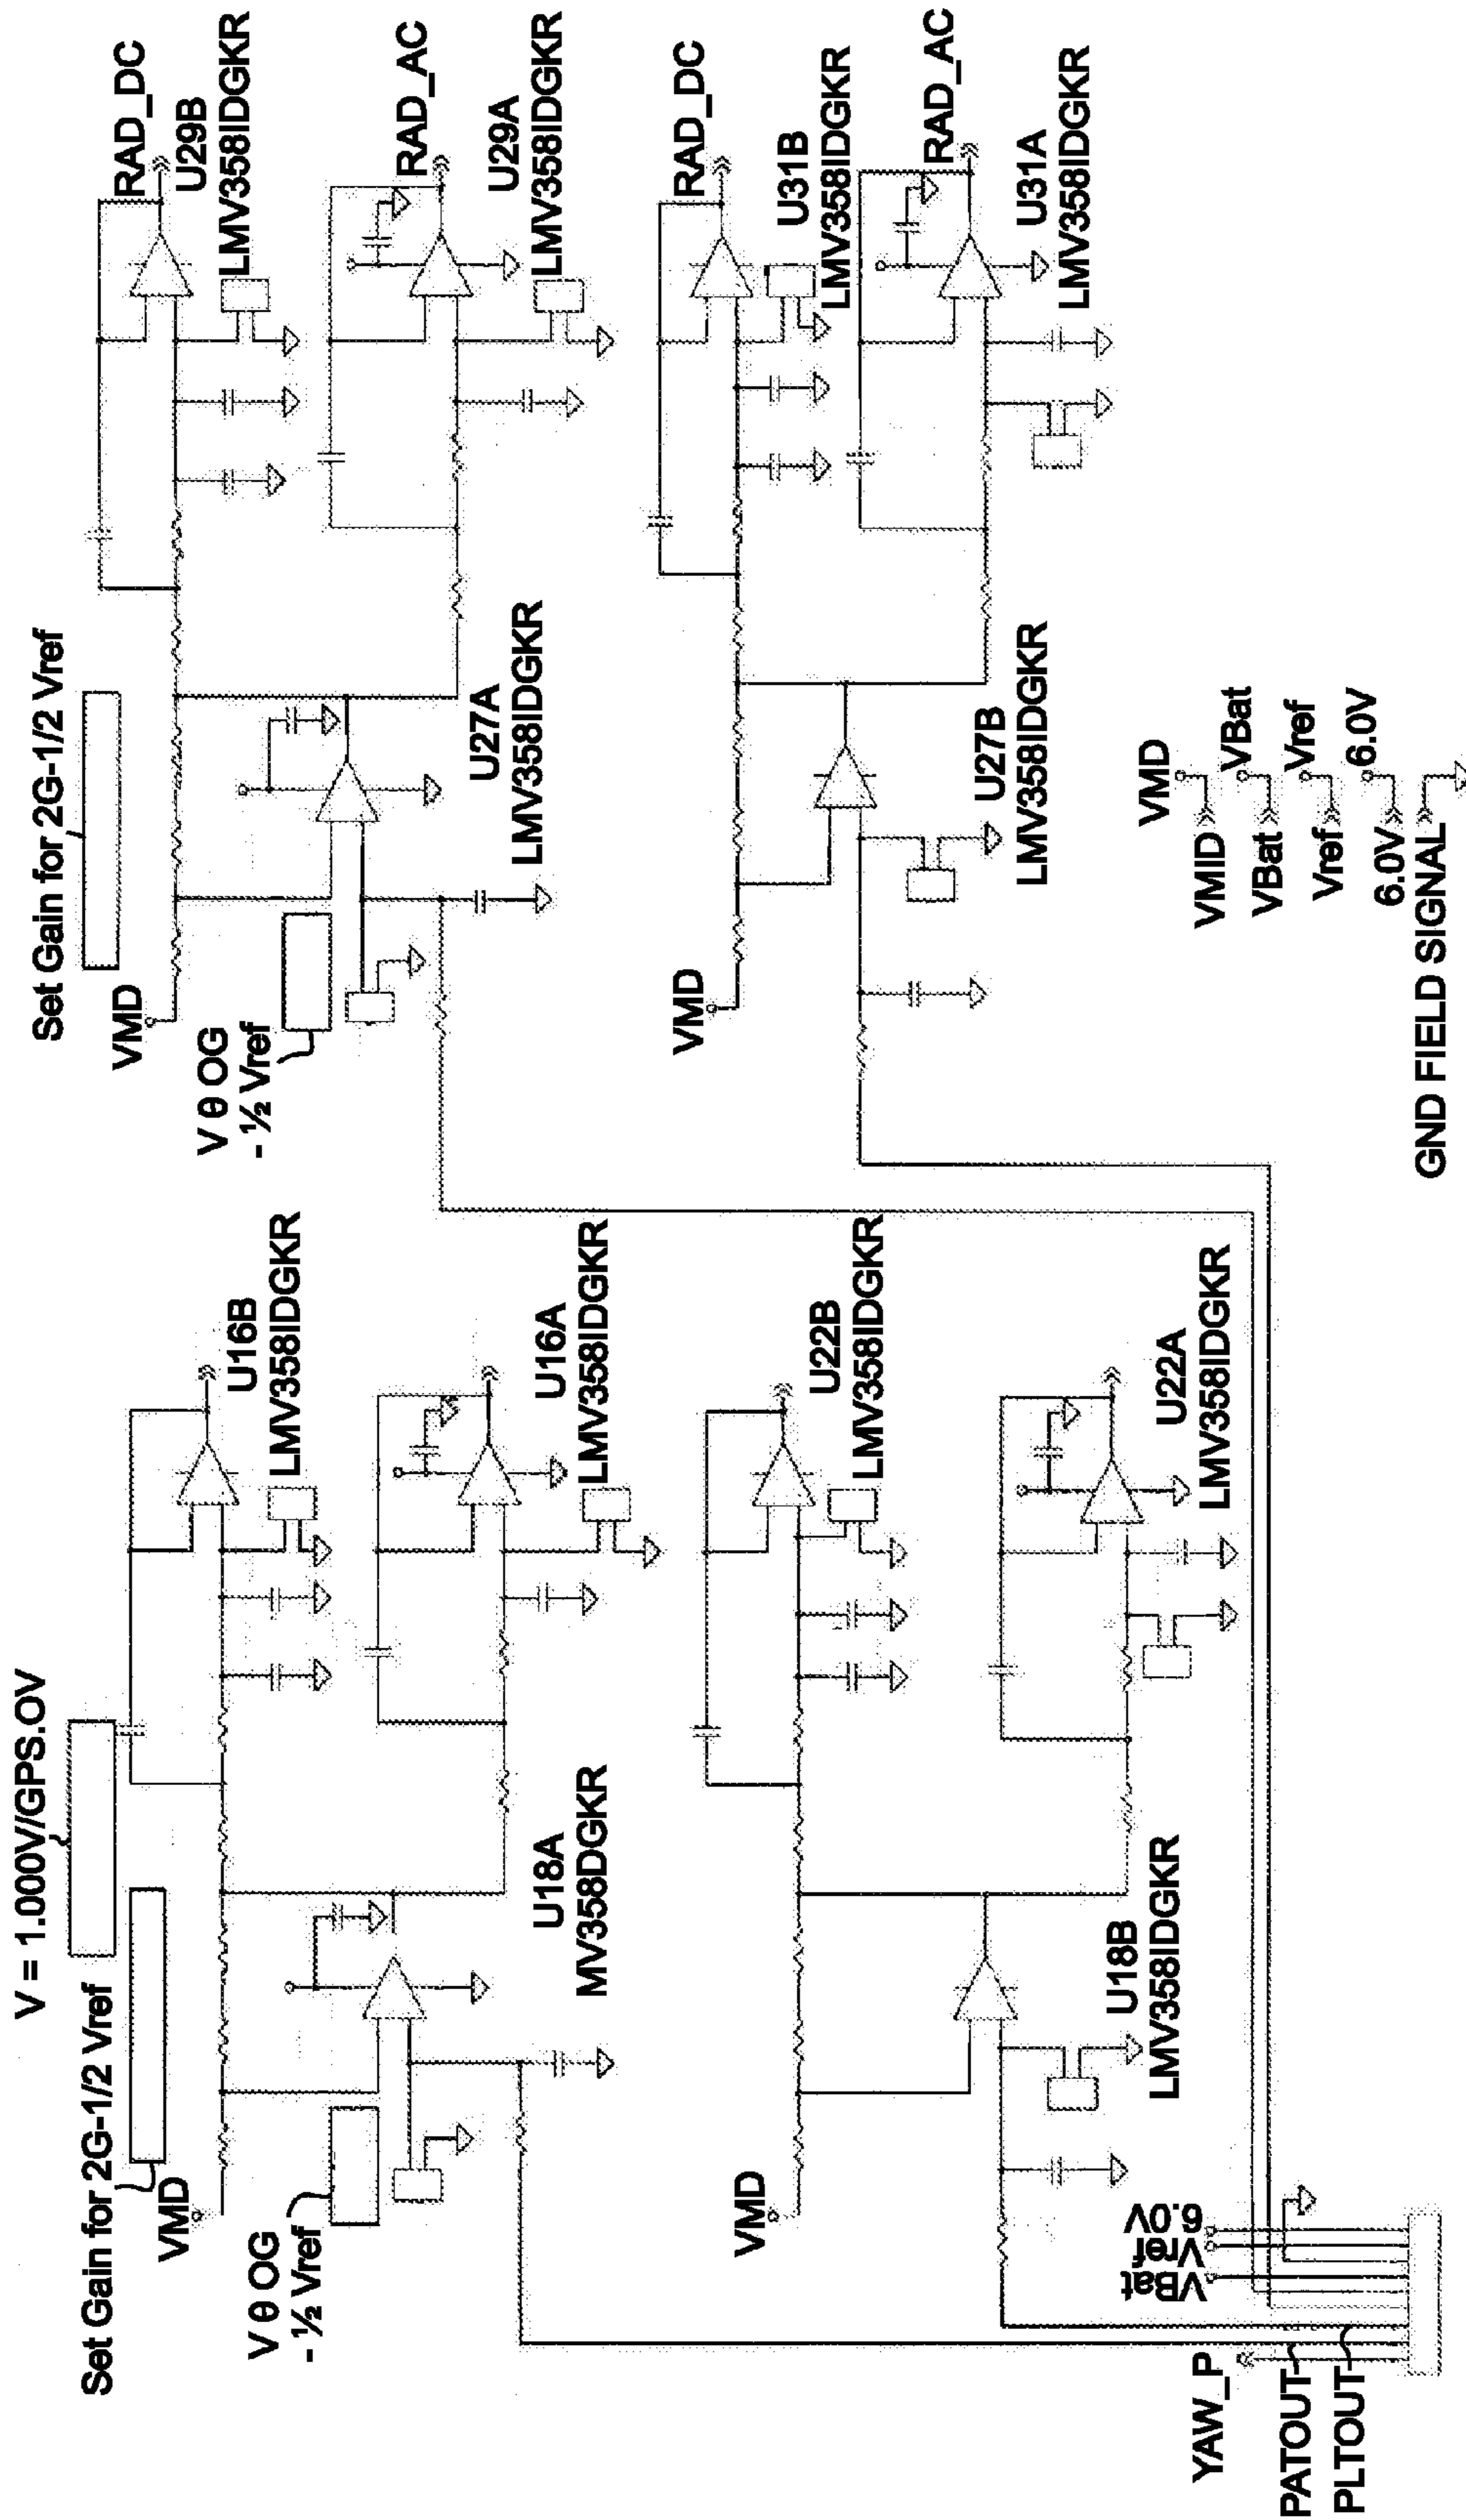 V = 1.000V/GPS.OV
Set Gain for 2G-1/2 Vref
VMD
V θ OG
- ½ Vref
U16B
LMV358IDGKR
U16A
LMV358IDGKR
U18A
MV358DGKR
VMD
U22B
LMV358IDGKR
U22A
LMV358IDGKR
U18B
LMV358IDGKR
YAW_P
PATOUT
PLTOUT
VBat
Vref
6.0V
Set Gain for 2G-1/2 Vref
VMD
V θ OG
- ½ Vref
RAD_DC
U29B
LMV358IDGKR
RAD_AC
U29A
LMV358IDGKR
U27A
LMV358IDGKR
VMD
RAD_DC
U31B
LMV358IDGKR
RAD_AC
U31A
LMV358IDGKR
U27B
LMV358IDGKR
VMD
VMID
VBat
VBat
Vref
Vref
6.0V
6.0V
GND FIELD SIGNAL